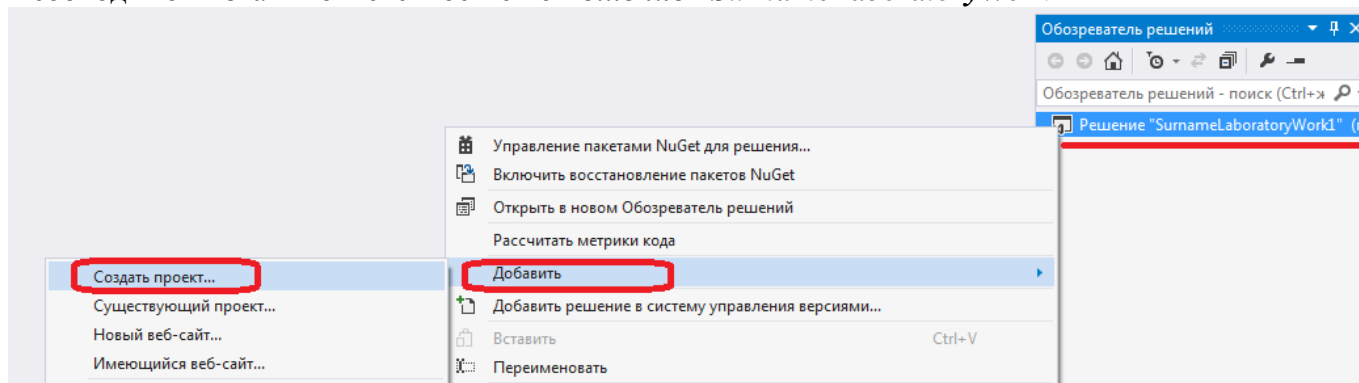 Обозреватель решений
Обозреватель решений - поиск (Ctrl+ж
Решение "SurnameLaboratoryWork1"
Управление пакетами NuGet для решения...
Включить восстановление пакетов NuGet
Открыть в новом Обозреватель решений
Рассчитать метрики кода
Добавить
Добавить решение в систему управления версиями...
Вставить Ctrl+V
Переименовать
Создать проект...
Существующий проект...
Новый веб-сайт...
Имеющийся веб-сайт...